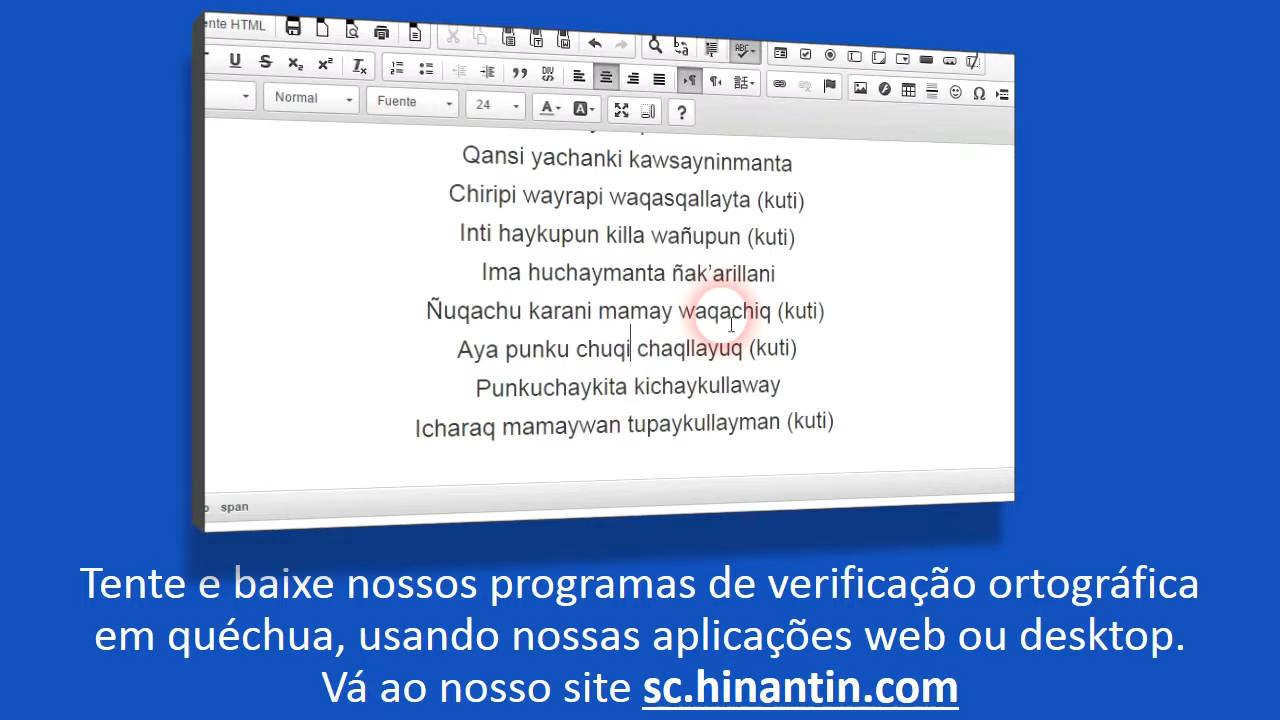 ente HTML
Normal
Fuente
24
Qansi yachanki kawsayninmanta
Chiripi wayrapi waqasqallayta (kuti)
Inti haykupun killa wañupun (kuti)
Ima huchaymanta ñak’arillani
Ñuqachu karani mamay waqachiq (kuti)
Aya punku chuqi chaqllayuq (kuti)
Punkuchaykita kichaykullaway
Icharaq mamaywan tupaykullayman (kuti)
span
Tente e baixe nossos programas de verificação ortográfica
em quéchua, usando nossas aplicações web ou desktop.
Vá ao nosso site sc.hinantin.com